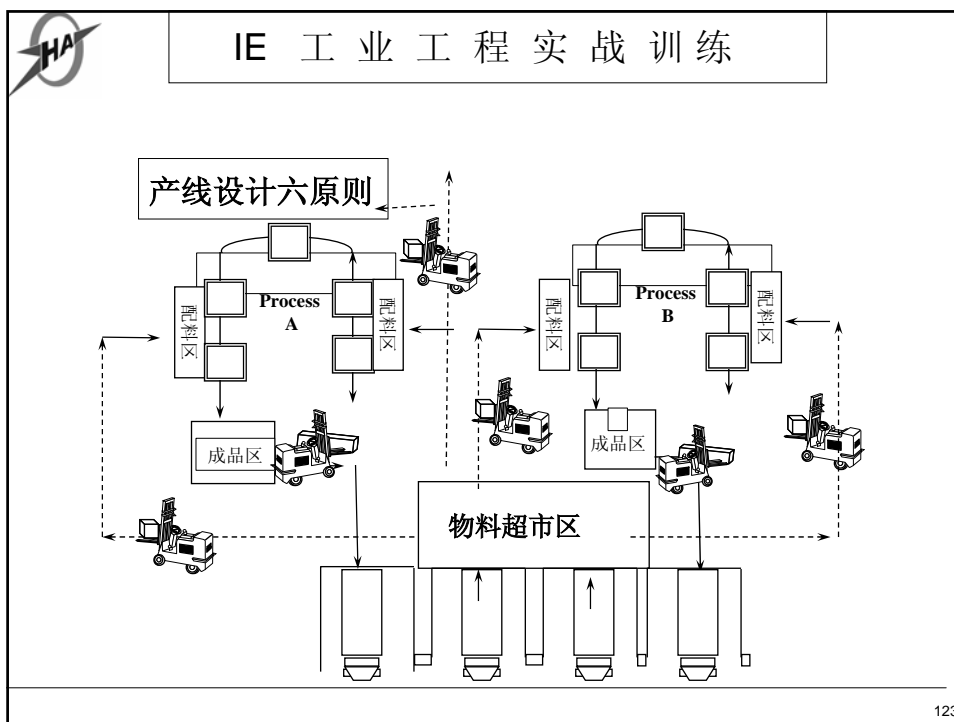 HA
IE 工 业 工 程 实 战 训 练
产线设计六原则
配料区
Process
A
配料区
配料区
Process
B
配料区
成品区
成品区
物料超市区
123